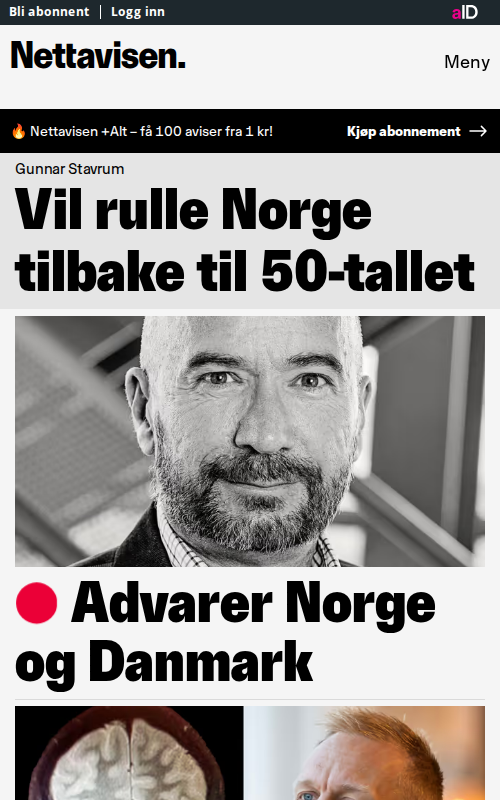 Bli abonnent | Logg inn
aID
Nettavisen.
Meny
🔥 Nettavisen +Alt – få 100 aviser fra 1 kr!
Kjøp abonnement →
Gunnar Stavrum
Vil rulle Norge
tilbake til 50-tallet
Advarer Norge
og Danmark